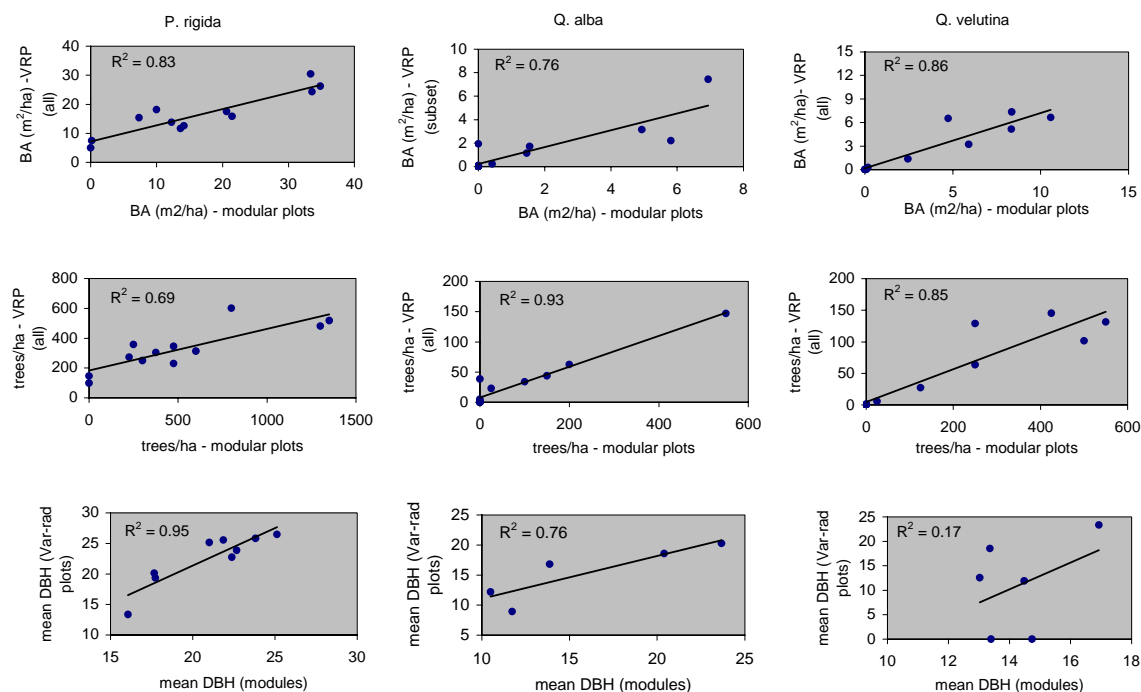 P. rigida
Q. alba
Q. velutina
BA (m²/ha) -VRP
(all)
40
30
20
10
0
R² = 0.83
0 10 20 30 40
BA (m2/ha) - modular plots
BA (m²/ha) - VRP
(subset)
10
8
6
4
2
0
R² = 0.76
0 2 4 6 8
BA (m2/ha) - modular plots
BA (m²/ha)- VRP
(all)
15
12
9
6
3
0
R² = 0.86
0 5 10 15
BA (m2/ha) - modular plots
trees/ha - VRP
(all)
800
600
400
200
0
R² = 0.69
0 500 1000 1500
trees/ha - modular plots
trees/ha - VRP
(all)
200
150
100
50
0
R² = 0.93
0 200 400 600
trees/ha - modular plots
trees/ha - VRP
(all)
200
150
100
50
0
R² = 0.85
0 200 400 600
trees/ha - modular plots
mean DBH (Var-rad
plots)
30
25
20
15
10
R² = 0.95
15 20 25 30
mean DBH (modules)
mean DBH (Var-rad
plots)
25
20
15
10
5
R² = 0.76
10 15 20 25
mean DBH (modules)
mean DBH (Var-rad
plots)
25
20
15
10
5
0
R² = 0.17
10 12 14 16 18
mean DBH (modules)